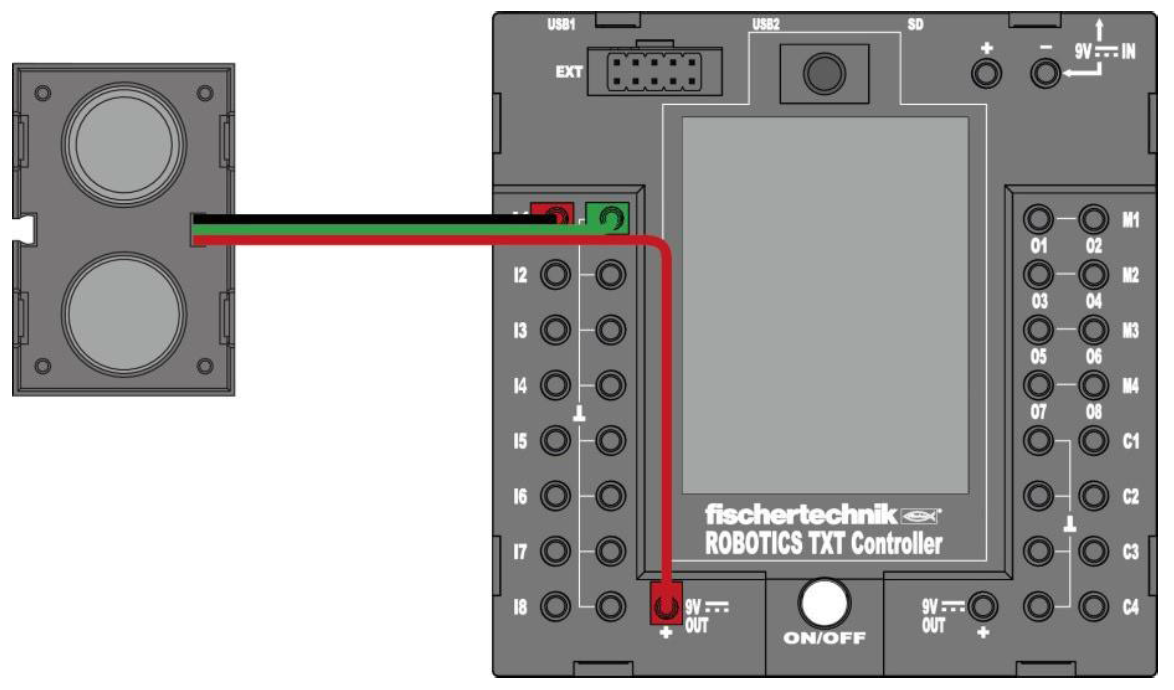 USB1 USB2 SD
+ − 9V IN
EXT
M1
O1 O2
I2 M2
O3 O4
I3 M3
O5 O6
I4 M4
O7 O8
I5 C1
I6 C2
fischertechnik
ROBOTICS TXT Controller
I7 C3
I8 9V 9V C4
OUT OUT
+ +
ON/OFF